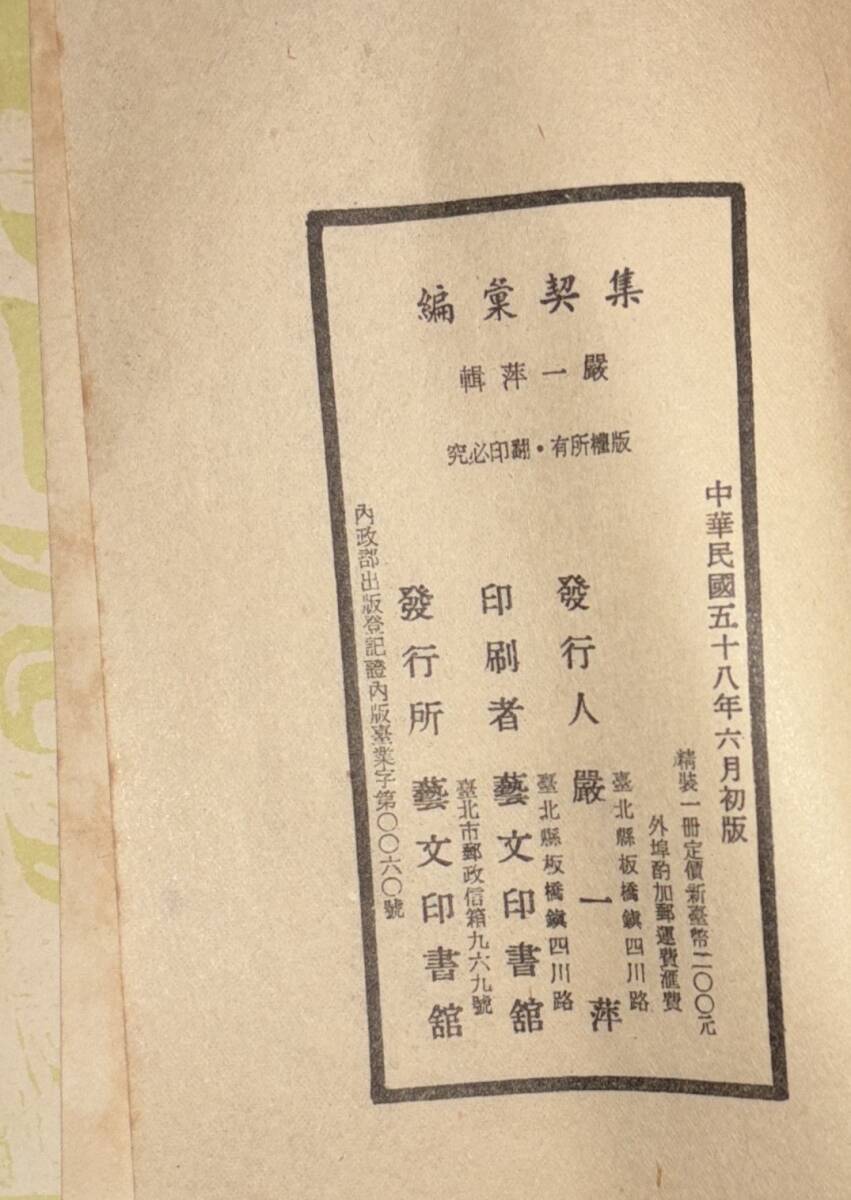 集契彙編
嚴一萍輯
版權所有・翻印必究
中華民國五十八年六月初版
精裝一冊定價新臺幣二〇〇元
外埠酌加郵運費滙費
發行人 嚴一萍
臺北縣板橋鎮四川路
印刷者 藝文印書舘
臺北縣板橋鎮四川路
發行所 藝文印書舘
臺北市郵政信箱九六九號
內政部出版登記證內版臺業字第〇〇六〇號